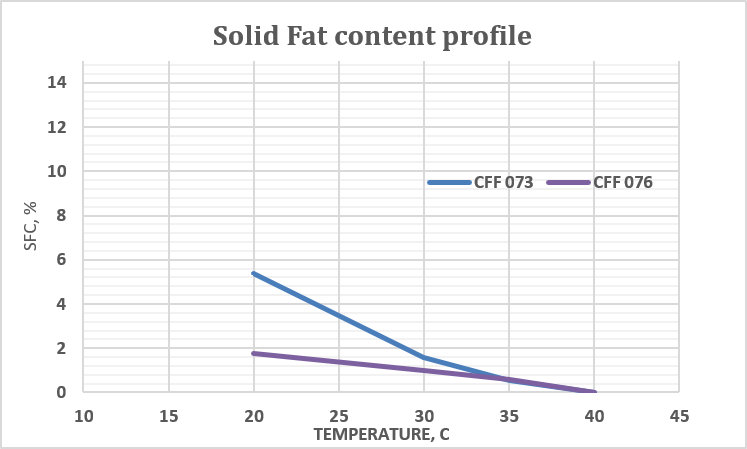 Solid Fat content profile
14
12
10
8
6
4
2
0
SFC, %
CFF 073 CFF 076
10 15 20 25 30 35 40 45
TEMPERATURE, C